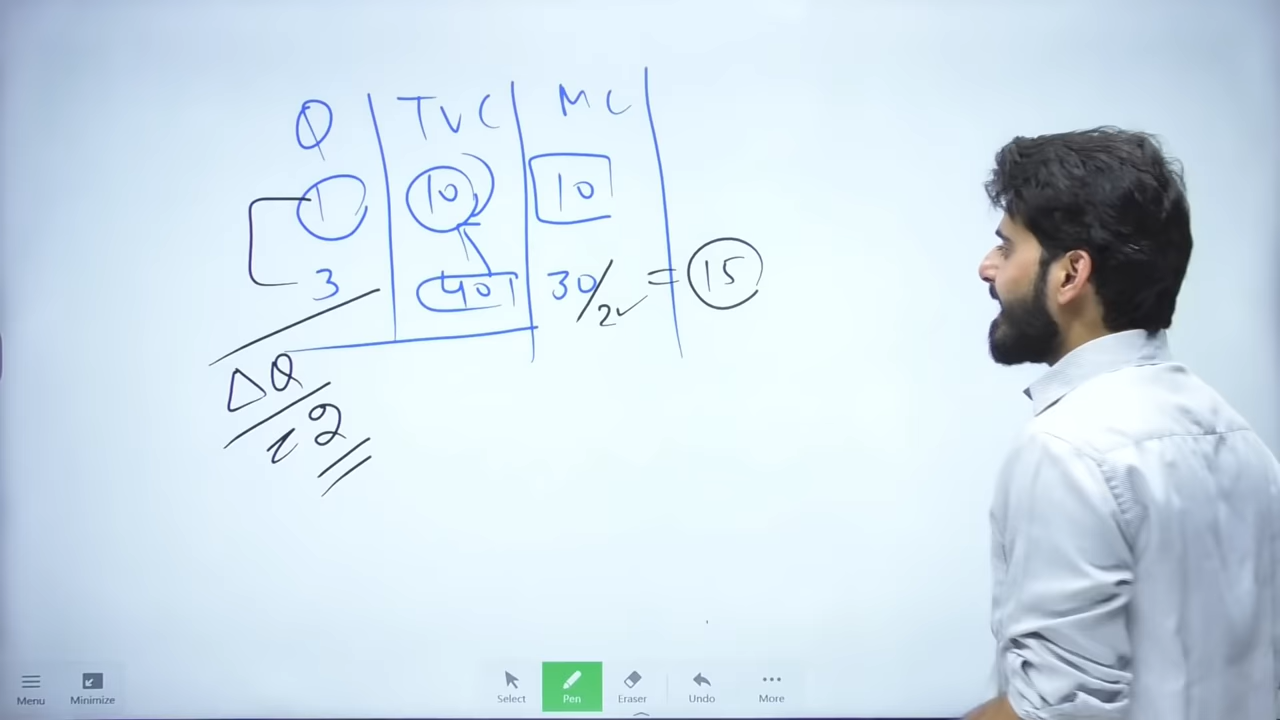 Q TVC MC
1 10 10
3 40 30/2 = 15
ΔQ
2
Menu Minimize Select Pen Eraser Undo More